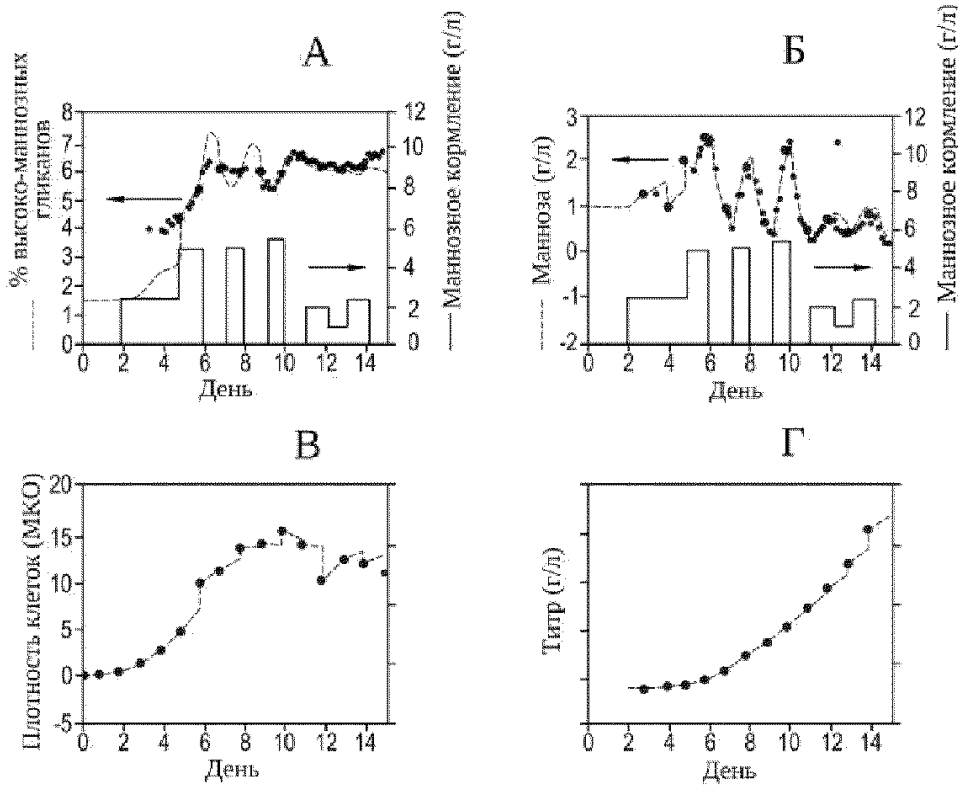 А
% высоко-маннозных
гликанов
8
7
6
5
4
3
2
1
0
12
10
8
6
4
2
0
Маннозное кормление (г/л)
0 2 4 6 8 10 12 14
День
Б
Манноза (г/л)
3
2
1
0
-1
-2
12
10
8
6
4
2
0
Маннозное кормление (г/л)
0 2 4 6 8 10 12 14
День
В
Плотность клеток (МКО)
20
15
10
5
0
-5
0 2 4 6 8 10 12 14
День
Г
Титр (г/л)
0 2 4 6 8 10 12 14
День